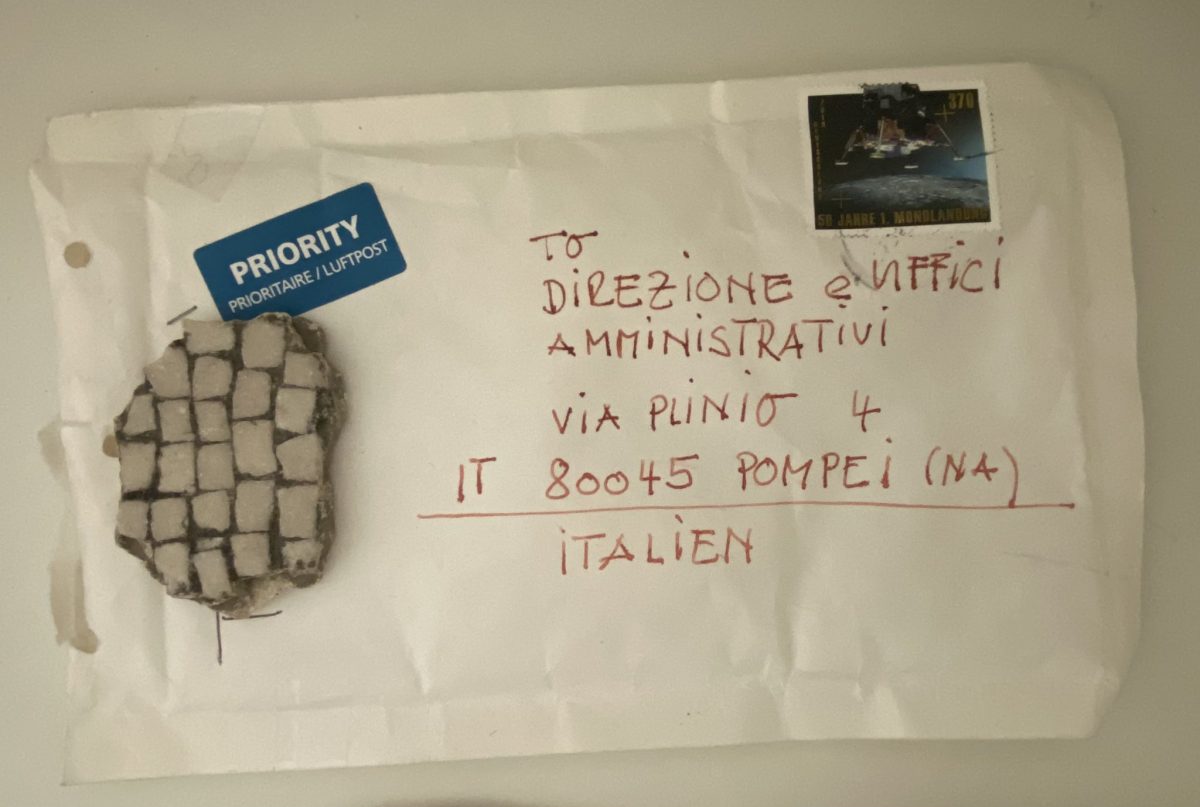 370
50 JAHRE 1. MONDLANDUNG
PRIORITY
PRIORITAIRE / LUFTPOST
TO
DiREZiONE e UFFiCi
AMMiNiSTRATiVi
ViA PLiNiO 4
IT 80045 POMPEi (NA)
iTALiEN